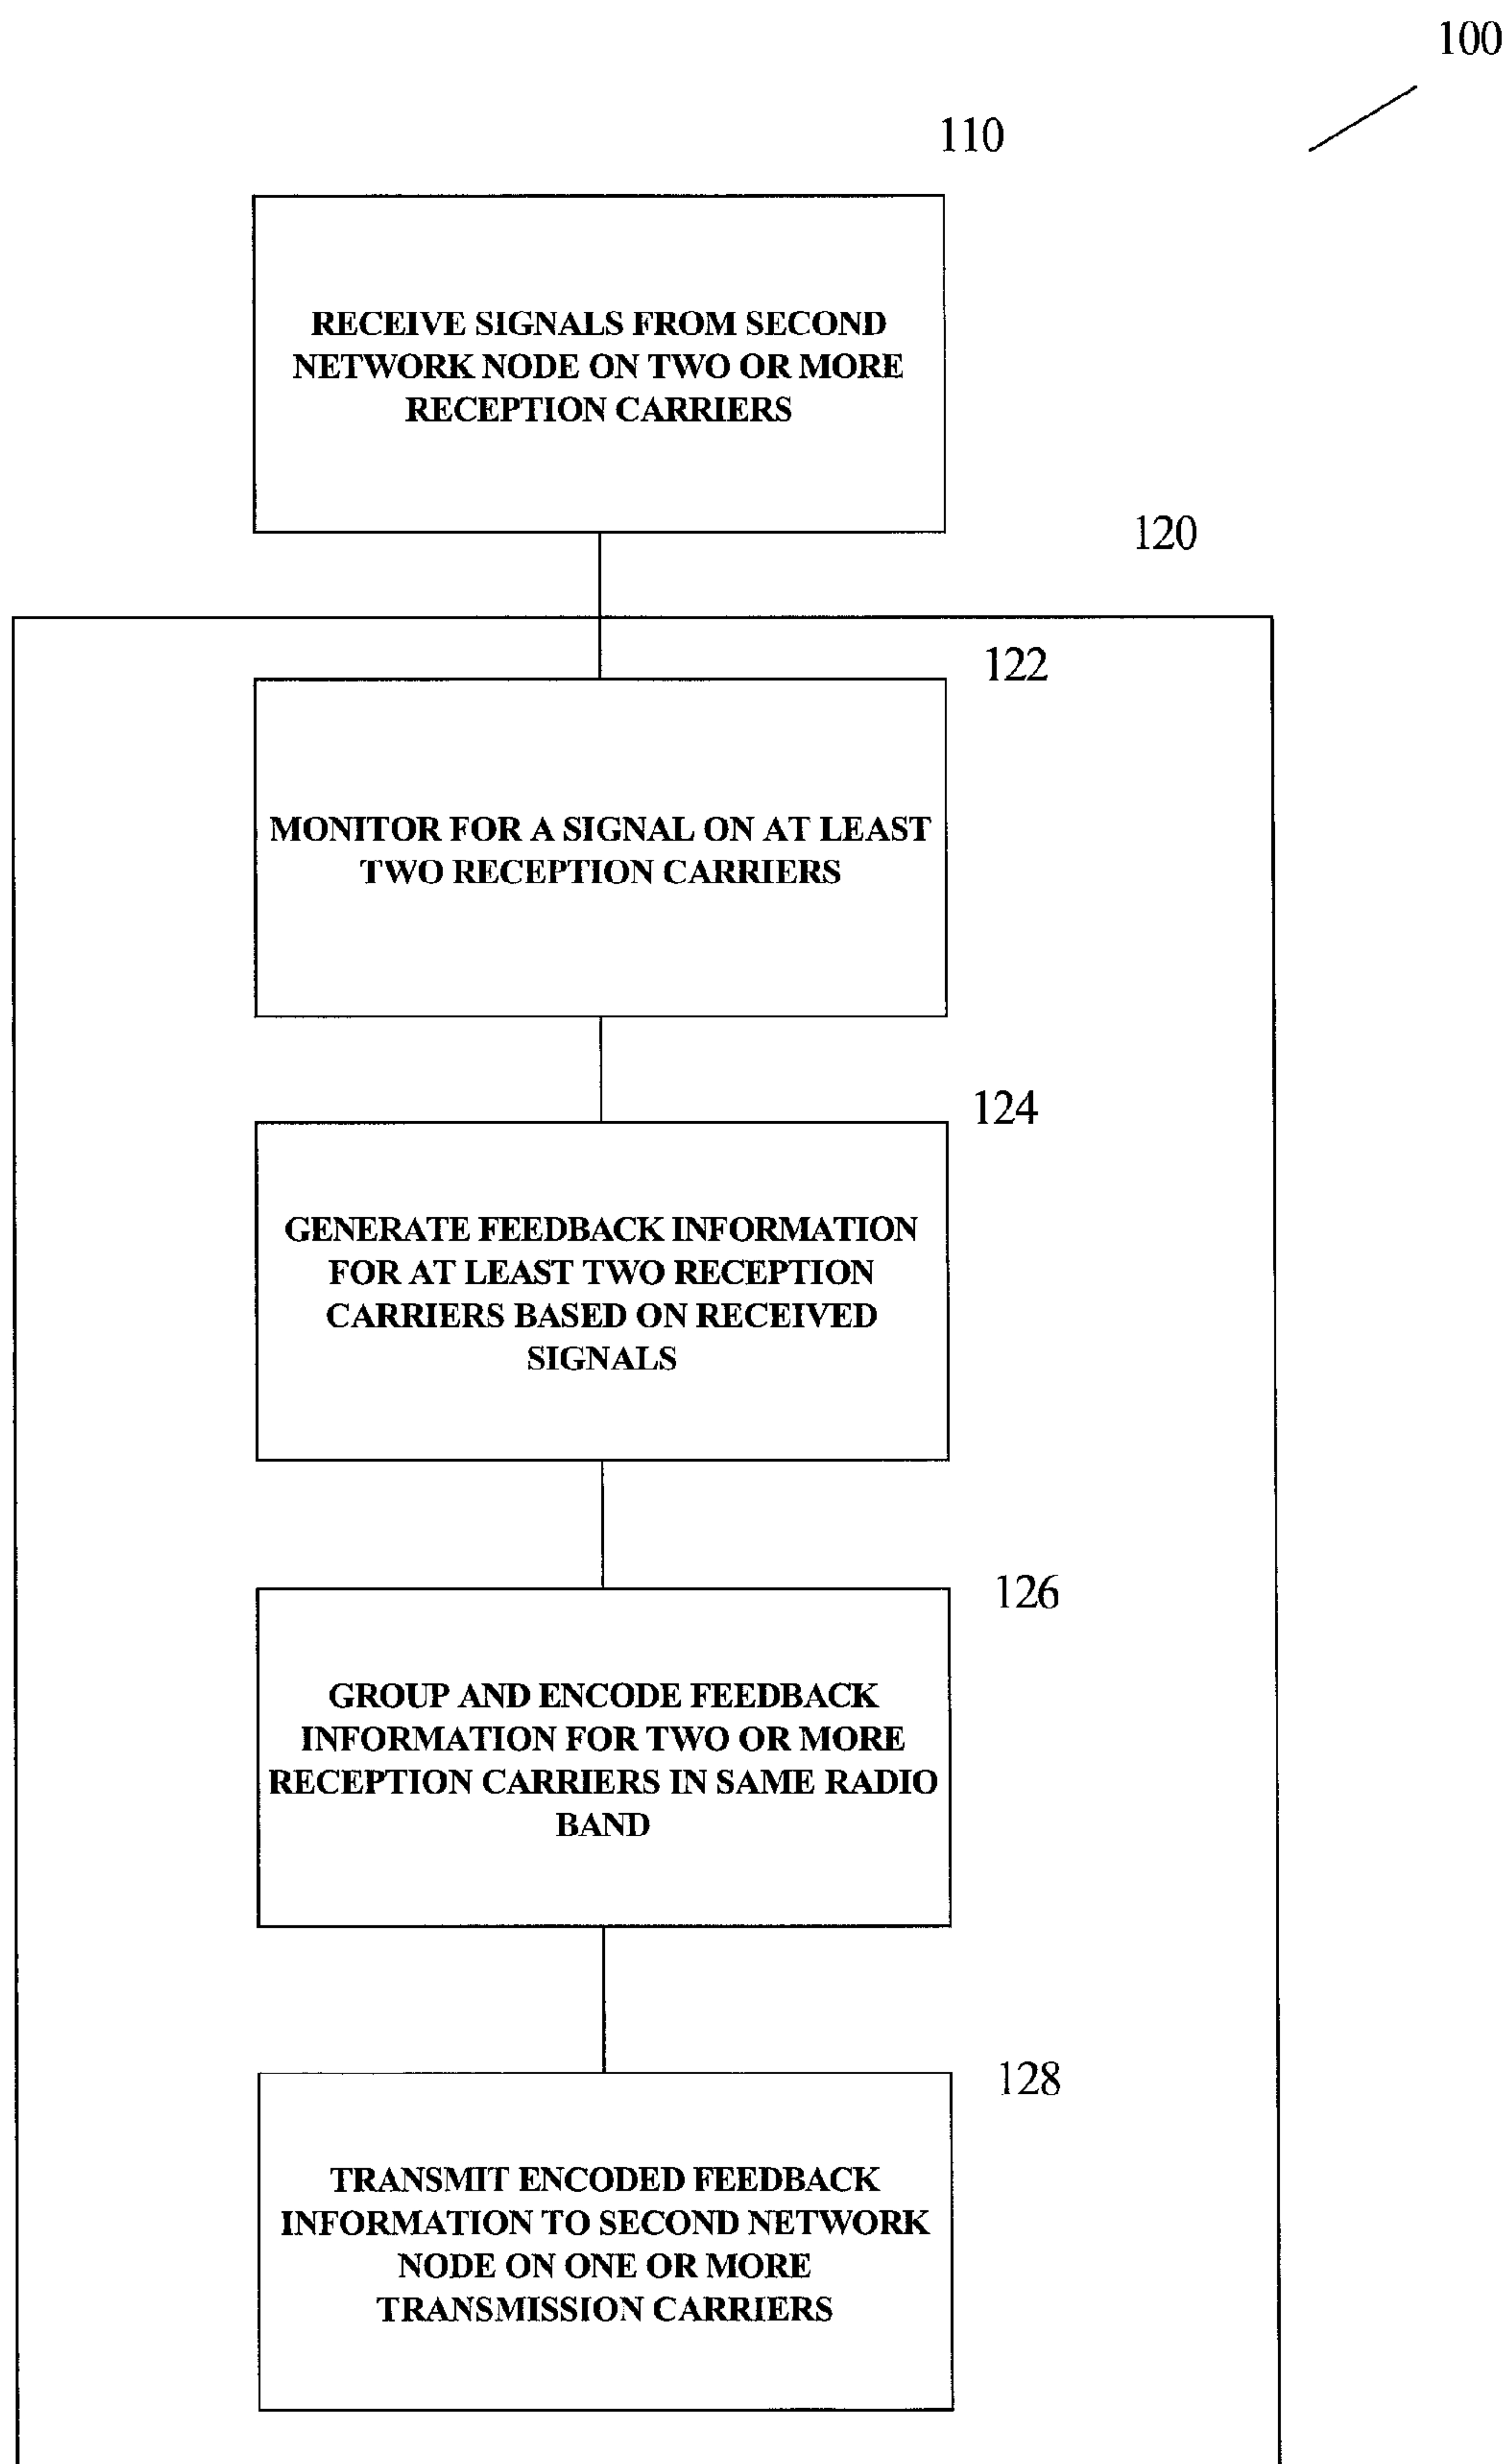 100
110
RECEIVE SIGNALS FROM SECOND
NETWORK NODE ON TWO OR MORE
RECEPTION CARRIERS
120
122
MONITOR FOR A SIGNAL ON AT LEAST
TWO RECEPTION CARRIERS
124
GENERATE FEEDBACK INFORMATION
FOR AT LEAST TWO RECEPTION
CARRIERS BASED ON RECEIVED
SIGNALS
126
GROUP AND ENCODE FEEDBACK
INFORMATION FOR TWO OR MORE
RECEPTION CARRIERS IN SAME RADIO
BAND
128
TRANSMIT ENCODED FEEDBACK
INFORMATION TO SECOND NETWORK
NODE ON ONE OR MORE
TRANSMISSION CARRIERS